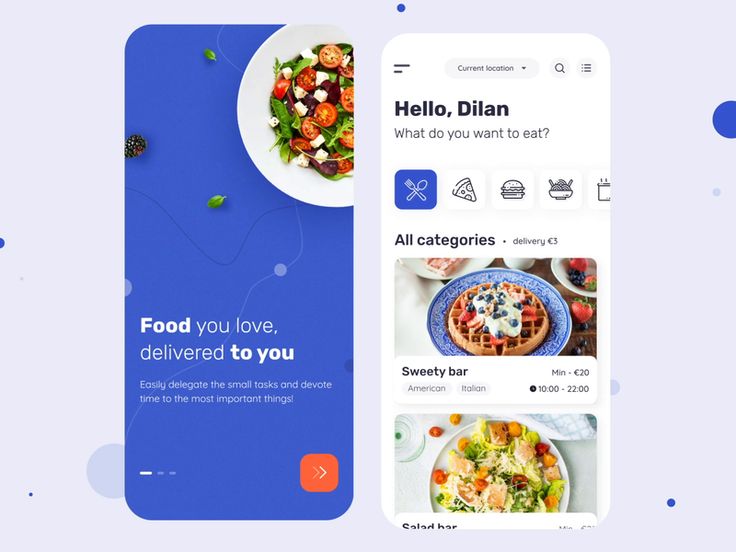 Food you love,
delivered to you
Easily delegate the small tasks and devote
time to the most important things!
Current location
Hello, Dilan
What do you want to eat?
All categories • delivery €3
Sweety bar Min - €20
American Italian 10:00 - 22:00
Salad bar Min -